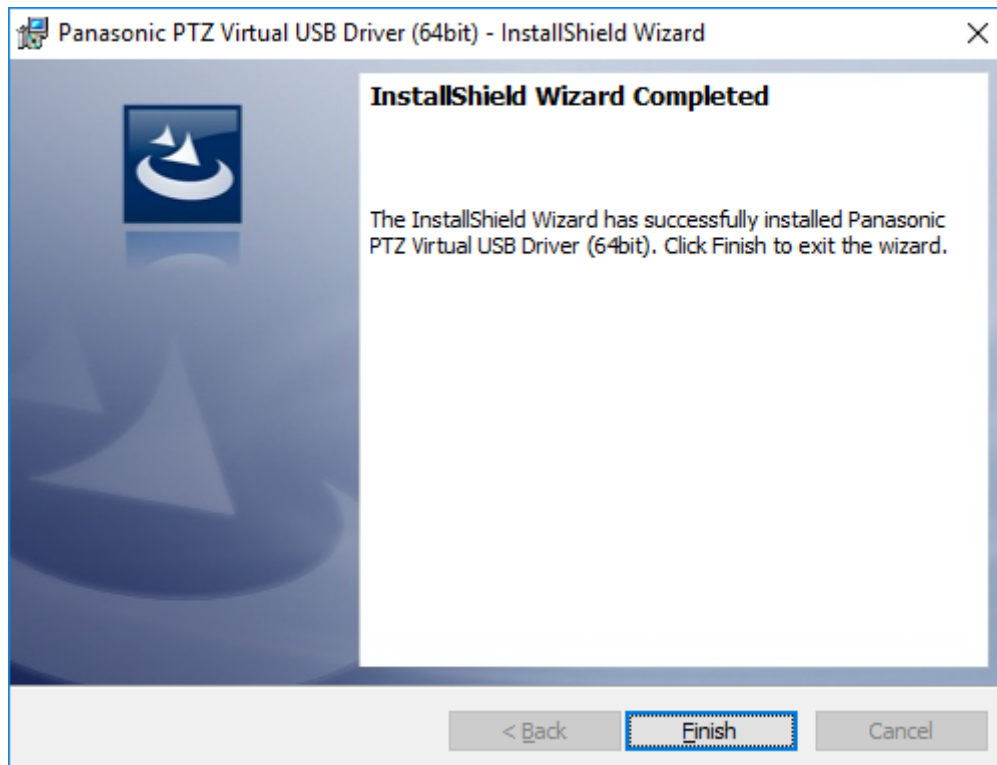 Panasonic PTZ Virtual USB Driver (64bit) - InstallShield Wizard
InstallShield Wizard Completed
The InstallShield Wizard has successfully installed Panasonic
PTZ Virtual USB Driver (64bit). Click Finish to exit the wizard.
< Back
Finish
Cancel